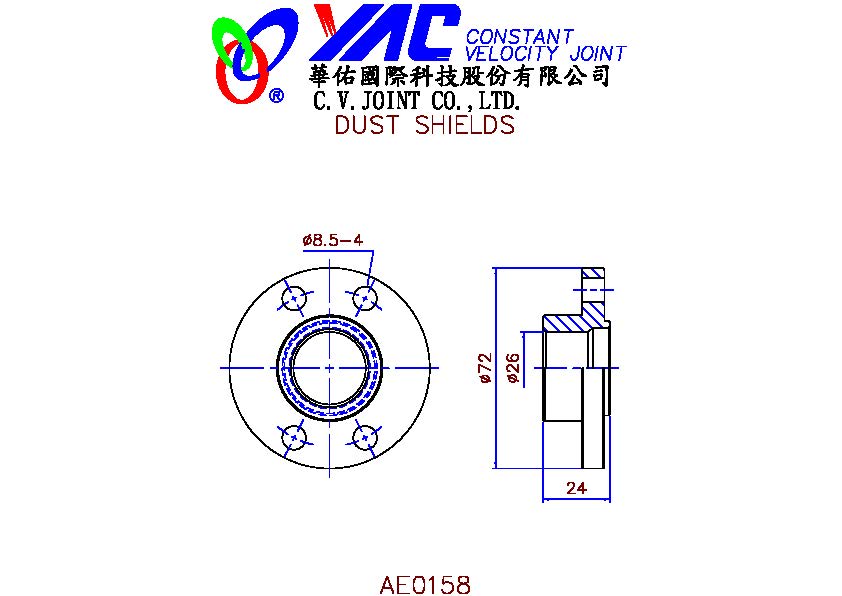 YAC CONSTANT
VELOCITY JOINT
®
華佑國際科技股份有限公司
C.V.JOINT CO.,LTD.
DUST SHIELDS
ø8.5-4
ø72
ø26
24
AE0158